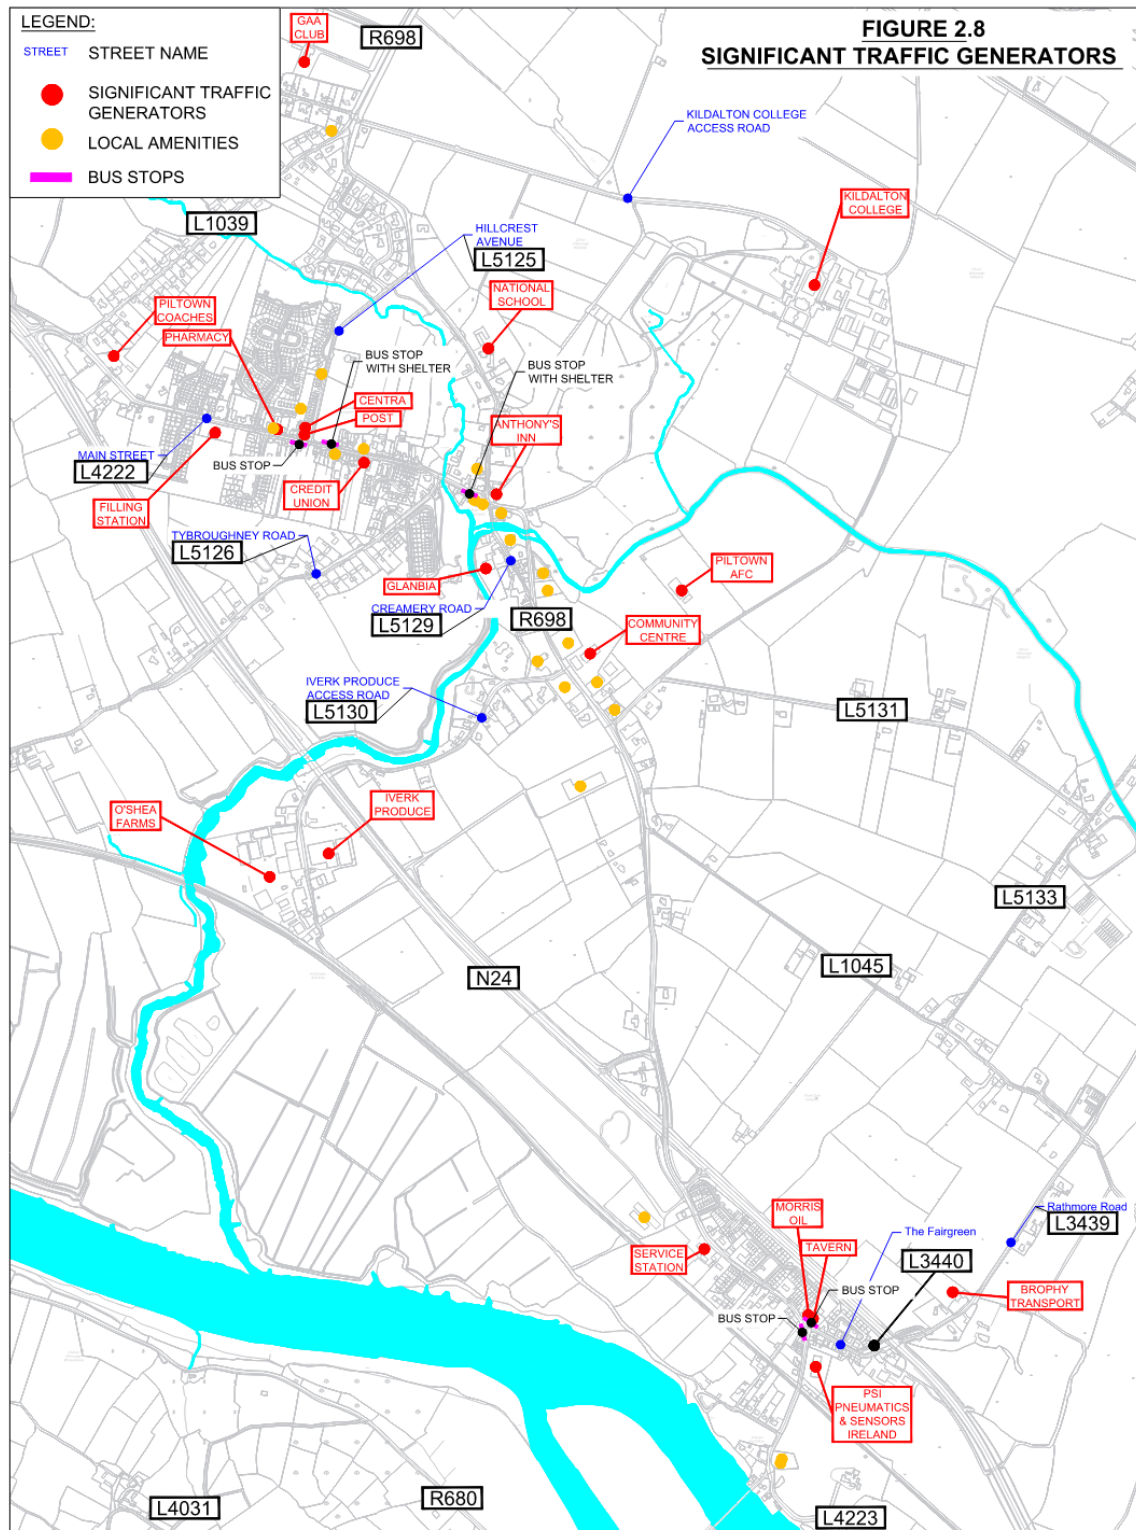 LEGEND:
STREET STREET NAME
SIGNIFICANT TRAFFIC
GENERATORS
LOCAL AMENITIES
BUS STOPS
FIGURE 2.8
SIGNIFICANT TRAFFIC GENERATORS
GAA
CLUB
R698
KILDALTON COLLEGE
ACCESS ROAD
KILDALTON
COLLEGE
L1039
HILLCREST
AVENUE
L5125
NATIONAL
SCHOOL
PILTOWN
COACHES
PHARMACY
BUS STOP
WITH SHELTER
BUS STOP
WITH SHELTER
CENTRA
POST
ANTHONY'S
INN
MAIN STREET
L4222
BUS STOP
CREDIT
UNION
FILLING
STATION
TYBROUGHNEY ROAD
L5126
GLANBIA
PILTOWN
AFC
CREAMERY ROAD
L5129
R698
COMMUNITY
CENTRE
IVERK PRODUCE
ACCESS ROAD
L5130
L5131
O'SHEA
FARMS
IVERK
PRODUCE
L5133
L1045
N24
MORRIS
OIL
TAVERN
SERVICE
STATION
The Fairgreen
Rathmore Road
L3439
L3440
BUS STOP
BUS STOP
BROPHY
TRANSPORT
PSI
PNEUMATICS
& SENSORS
IRELAND
L4031
R680
L4223